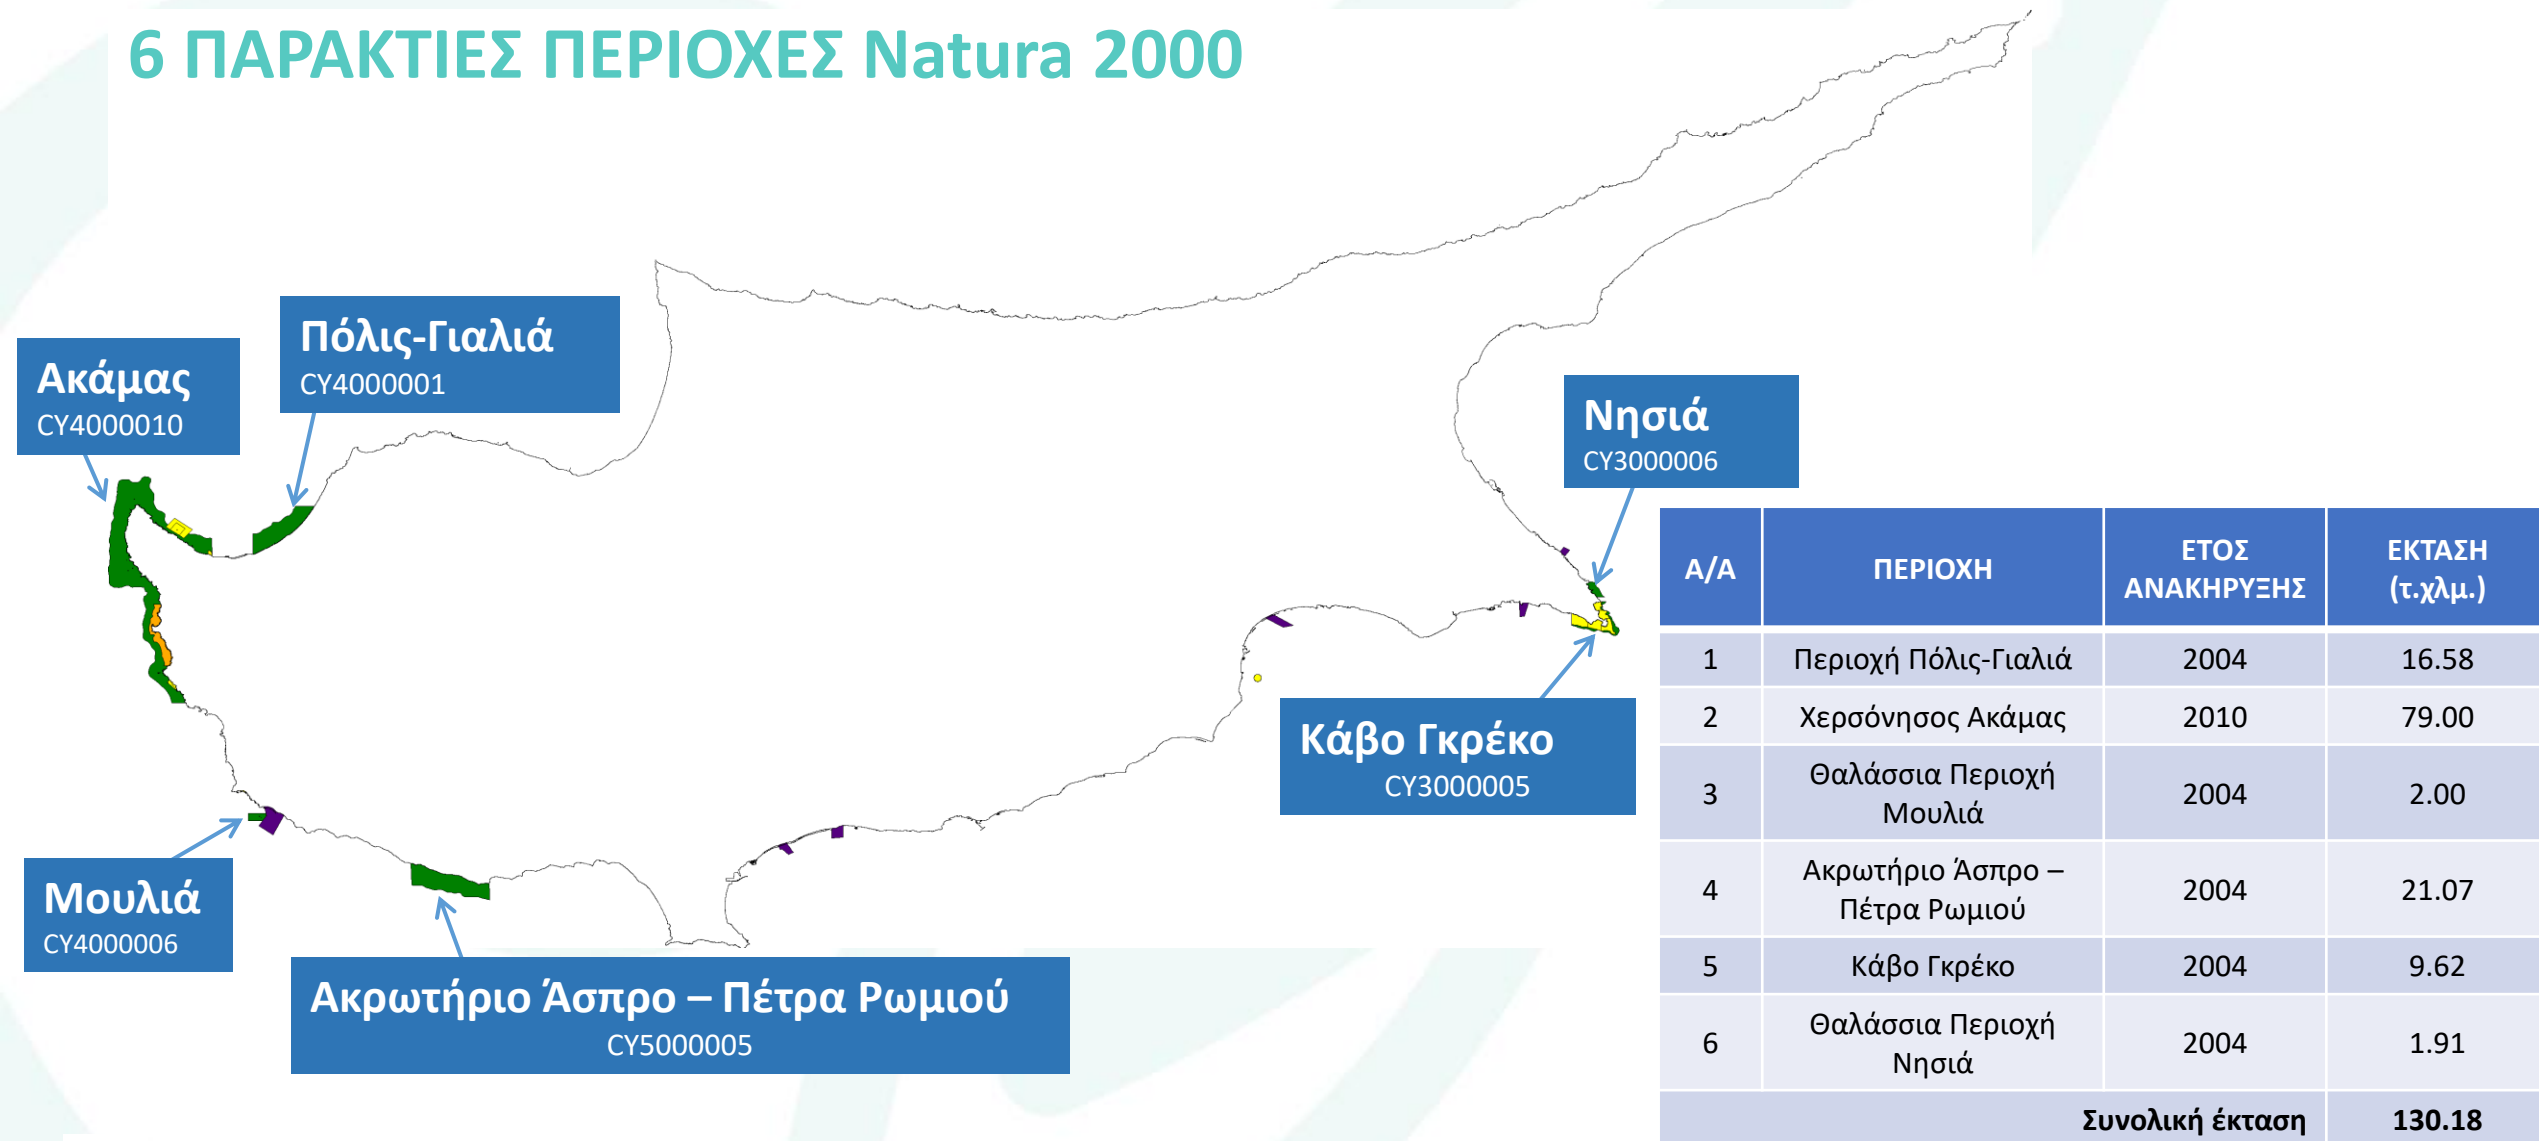 6 ΠΑΡΑΚΤΙΕΣ ΠΕΡΙΟΧΕΣ Natura 2000
Πόλις-Γιαλιά
CY4000001
Ακάμας
CY4000010
Νησιά
CY3000006
Κάβο Γκρέκο
CY3000005
Μουλιά
CY4000006
Ακρωτήριο Άσπρο – Πέτρα Ρωμιού
CY5000005
Α/Α ΠΕΡΙΟΧΗ ΕΤΟΣ ΑΝΑΚΗΡΥΞΗΣ ΕΚΤΑΣΗ (τ.χλμ.)
1 Περιοχή Πόλις-Γιαλιά 2004 16.58
2 Χερσόνησος Ακάμας 2010 79.00
3 Θαλάσσια Περιοχή Μουλιά 2004 2.00
4 Ακρωτήριο Άσπρο – Πέτρα Ρωμιού 2004 21.07
5 Κάβο Γκρέκο 2004 9.62
6 Θαλάσσια Περιοχή Νησιά 2004 1.91
Συνολική έκταση 130.18